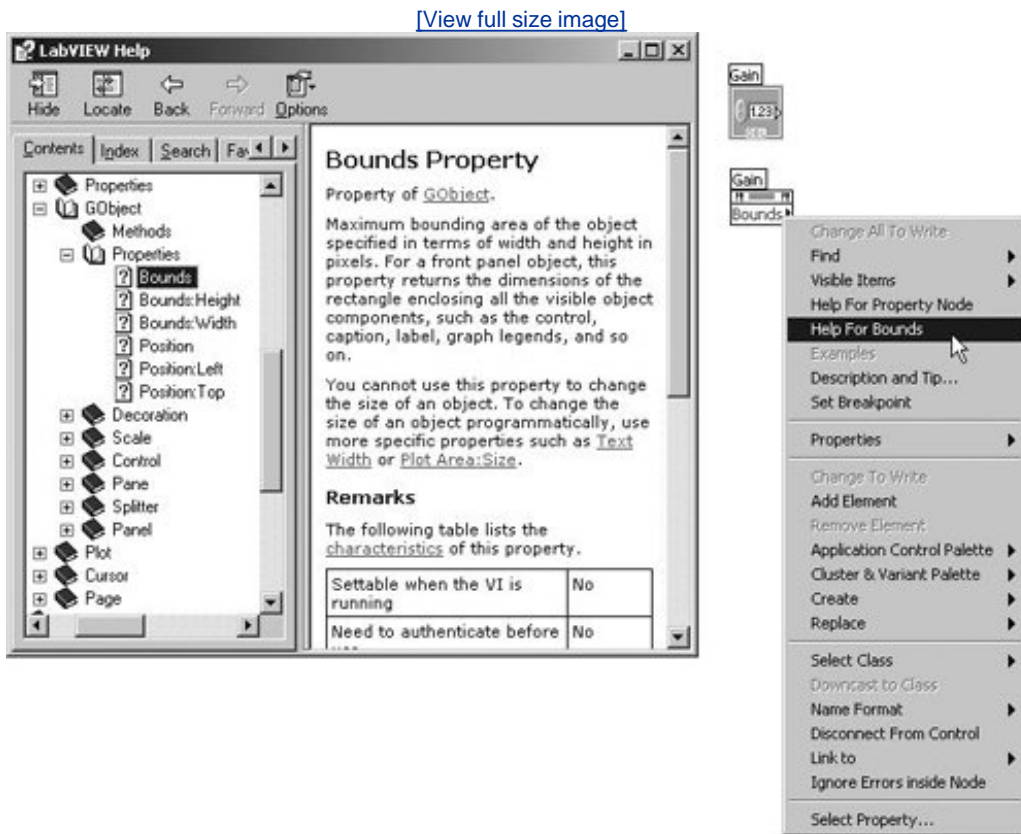 [View full size image]
LabVIEW Help
Hide Locate Back Forward Options
Contents Index Search
Properties
GObject
Methods
Properties
Bounds
Bounds:Height
Bounds:Width
Position
Position:Left
Position:Top
Decoration
Scale
Control
Pane
Splitter
Panel
Plot
Cursor
Page
Bounds Property
Property of GObject.
Maximum bounding area of the object
specified in terms of width and height in
pixels. For a front panel object, this
property returns the dimensions of the
rectangle enclosing all the visible object
components, such as the control,
caption, label, graph legends, and so
on.
You cannot use this property to change
the size of an object. To change the
size of an object programmatically, use
more specific properties such as Text
Width or Plot Area:Size.
Remarks
The following table lists the
characteristics of this property.
Settable when the VI is
running
No
Need to authenticate before
No
Gain
1.23
Gain
Bounds
Change All To Write
Find
Visible Items
Help For Property Node
Help For Bounds
Examples
Description and Tip...
Set Breakpoint
Properties
Change To Write
Add Element
Remove Element
Application Control Palette
Cluster & Variant Palette
Create
Replace
Select Class
Downcast to Class
Name Format
Disconnect From Control
Link to
Ignore Errors inside Node
Select Property...